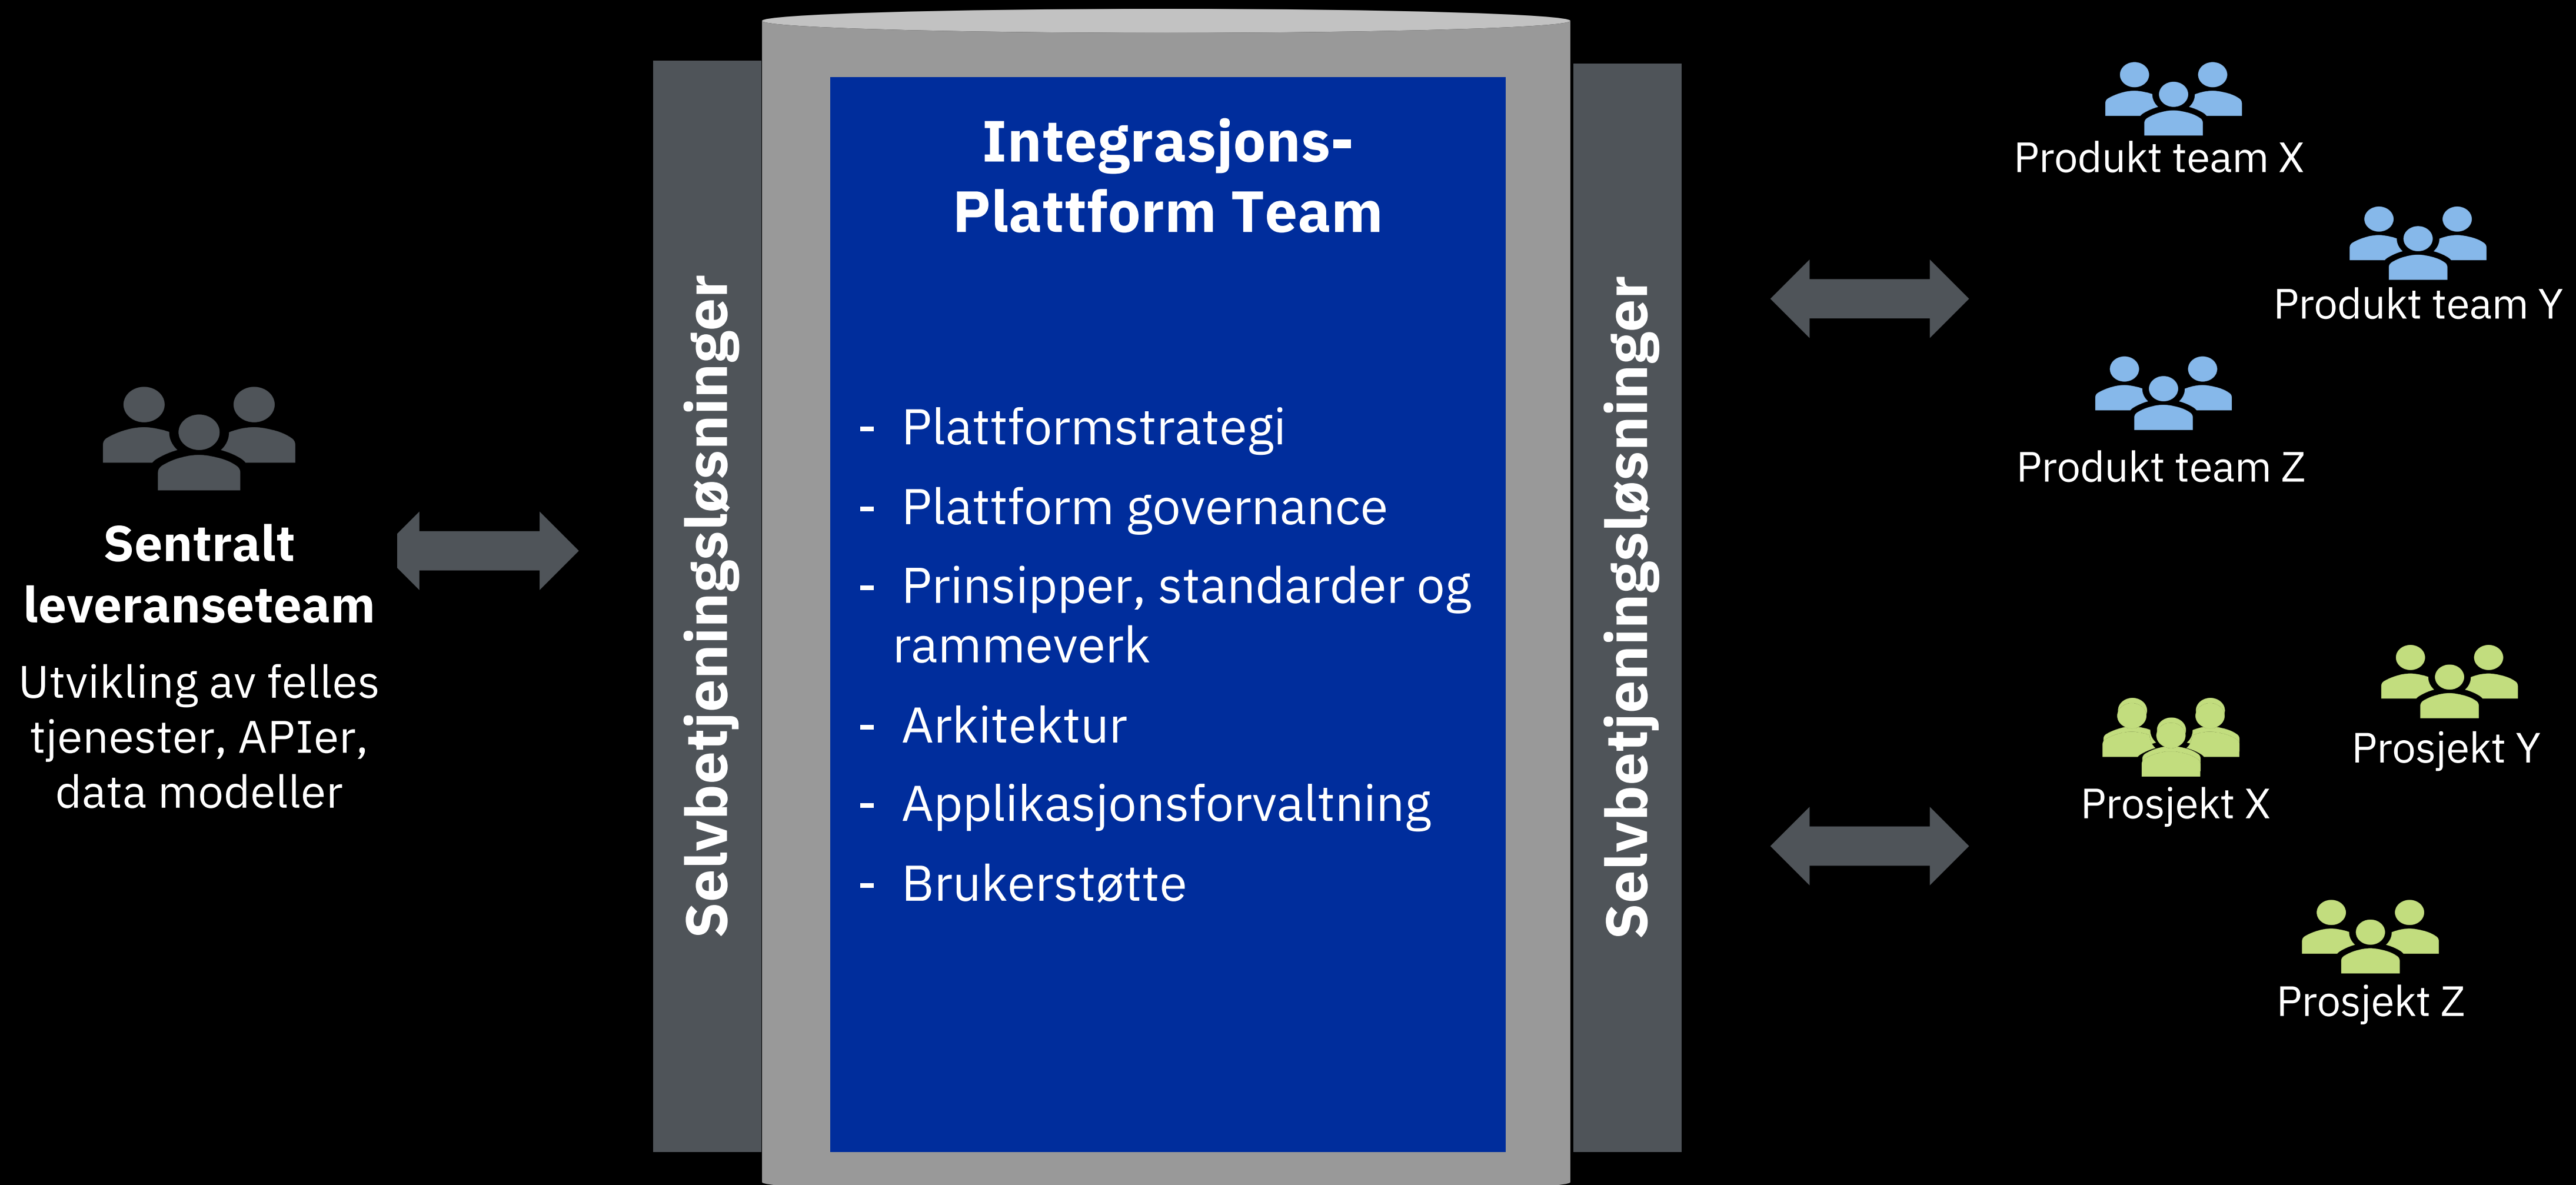 Sentralt
leveranseteam
Utvikling av felles
tjenester, APIer,
data modeller
Selvbetjeningsløsninger
Integrasjons-
Plattform Team
- Plattformstrategi
- Plattform governance
- Prinsipper, standarder og
rammeverk
- Arkitektur
- Applikasjonsforvaltning
- Brukerstøtte
Selvbetjeningsløsninger
Produkt team X
Produkt team Y
Produkt team Z
Prosjekt Y
Prosjekt X
Prosjekt Z